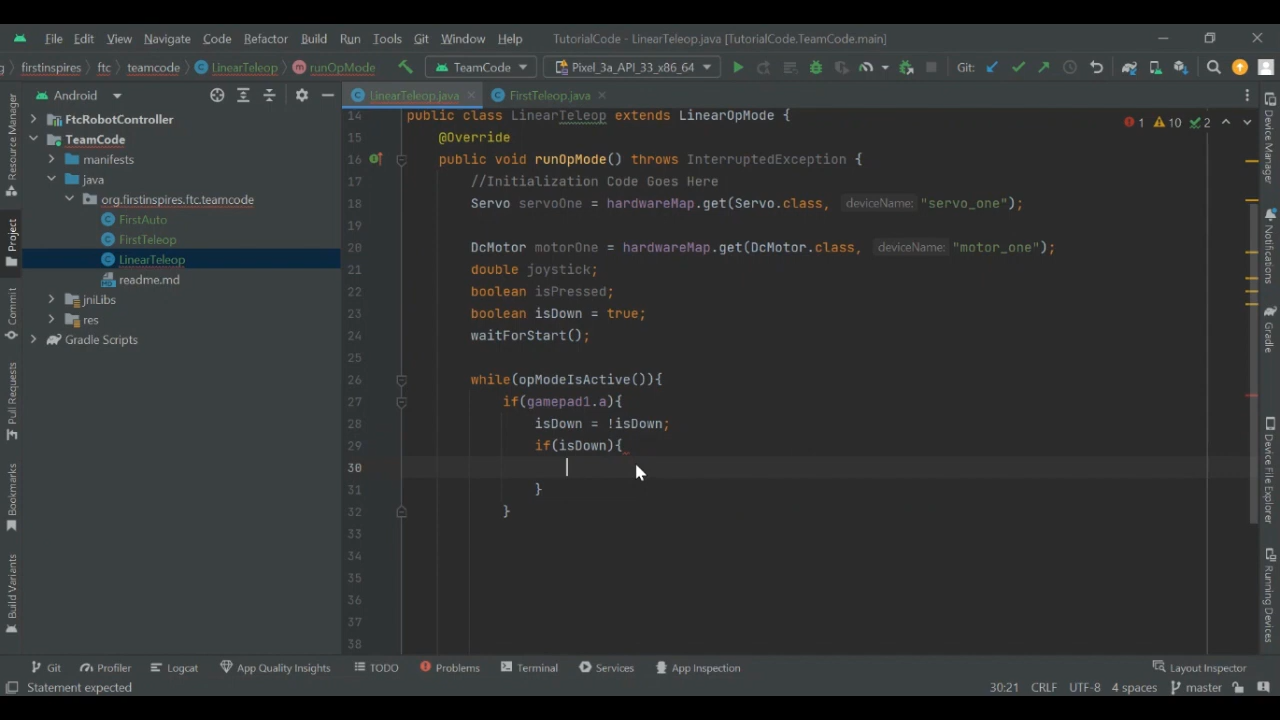 File Edit View Navigate Code Refactor Build Run Tools Git Window Help TutorialCode - LinearTeleop.java [TutorialCode.TeamCode.main]
g firstinspires ftc teamcode LinearTeleop runOpMode TeamCode Pixel_3a_API_33_x86_64 Git:
Android LinearTeleop.java FirstTeleop.java
FtcRobotController
TeamCode
manifests
java
org.firstinspires.ftc.teamcode
FirstAuto
FirstTeleop
LinearTeleop
readme.md
jniLibs
res
Gradle Scripts
Resource Manager
Project
Commit
Pull Requests
Bookmarks
Build Variants
1 10 2
14 public class LinearTeleop extends LinearOpMode {
15 @Override
16 public void runOpMode() throws InterruptedException {
17 //Initialization Code Goes Here
18 Servo servoOne = hardwareMap.get(Servo.class, deviceName: "servo_one");
19
20 DcMotor motorOne = hardwareMap.get(DcMotor.class, deviceName: "motor_one");
21 double joystick;
22 boolean isPressed;
23 boolean isDown = true;
24 waitForStart();
25
26 while(opModeIsActive()){
27 if(gamepad1.a){
28 isDown = !isDown;
29 if(isDown){
30
31 }
32 }
33
34
35
36
37
38
Device Manager
Notifications
Gradle
Device File Explorer
Running Devices
Git Profiler Logcat App Quality Insights TODO Problems Terminal Services App Inspection Layout Inspector
Statement expected 30:21 CRLF UTF-8 4 spaces master